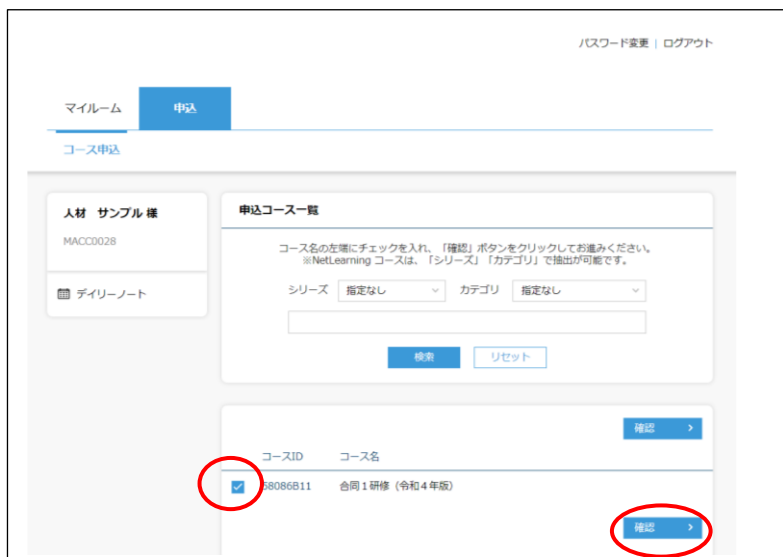 パスワード変更 | ログアウト
マイルーム 申込
コース申込
人材 サンプル 様
MACC0028
デイリーノート
申込コース一覧
コース名の左端にチェックを入れ、「確認」ボタンをクリックしてお進みください。
※NetLearning コースは、「シリーズ」「カテゴリ」で抽出が可能です。
シリーズ 指定なし カテゴリ 指定なし
検索 リセット
確認
コースID コース名
68086B11 合同1研修(令和4年版)
確認